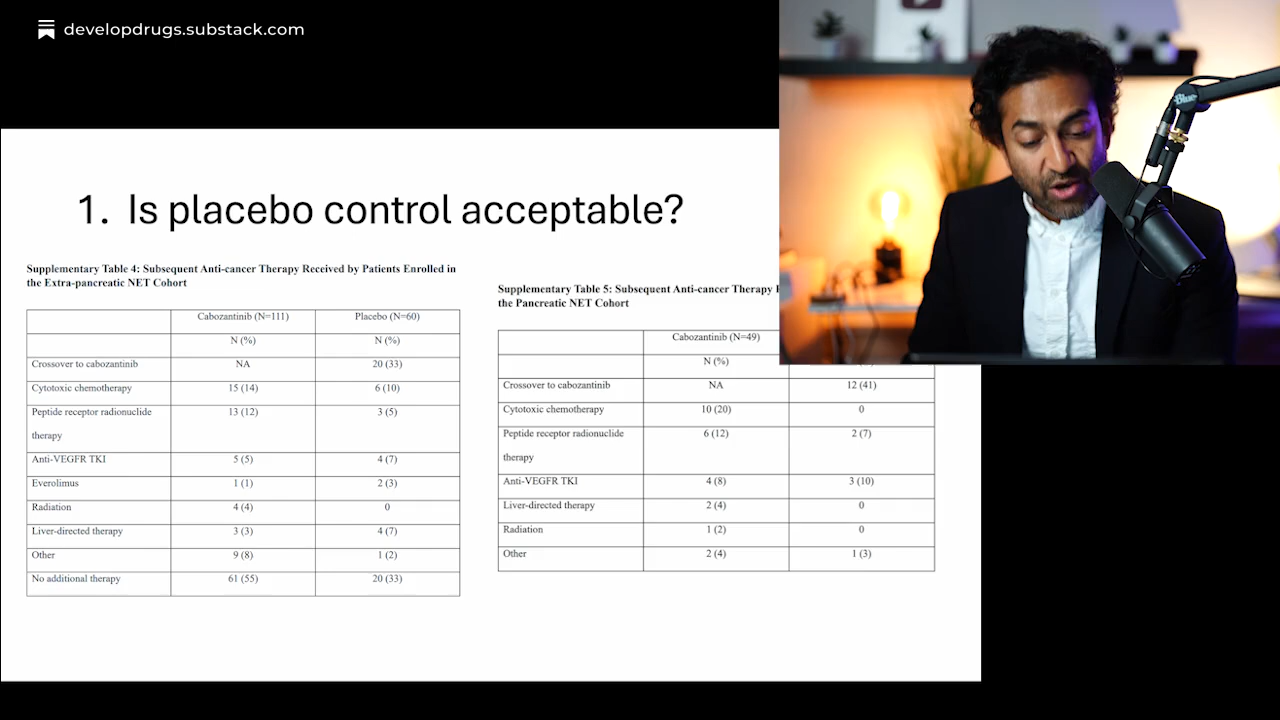 developdrugs.substack.com
1. Is placebo control acceptable?
Supplementary Table 4: Subsequent Anti-cancer Therapy Received by Patients Enrolled in
the Extra-pancreatic NET Cohort
Cabozantinib (N=111) Placebo (N=60)
N (%) N (%)
Crossover to cabozantinib NA 20 (33)
Cytotoxic chemotherapy 15 (14) 6 (10)
Peptide receptor radionuclide 13 (12) 3 (5)
therapy
Anti-VEGFR TKI 5 (5) 4 (7)
Everolimus 1 (1) 2 (3)
Radiation 4 (4) 0
Liver-directed therapy 3 (3) 4 (7)
Other 9 (8) 1 (2)
No additional therapy 61 (55) 20 (33)
Supplementary Table 5: Subsequent Anti-cancer Therapy
the Pancreatic NET Cohort
Cabozantinib (N=49)
N (%)
Crossover to cabozantinib NA 12 (41)
Cytotoxic chemotherapy 10 (20) 0
Peptide receptor radionuclide 6 (12) 2 (7)
therapy
Anti-VEGFR TKI 4 (8) 3 (10)
Liver-directed therapy 2 (4) 0
Radiation 1 (2) 0
Other 2 (4) 1 (3)
Blue